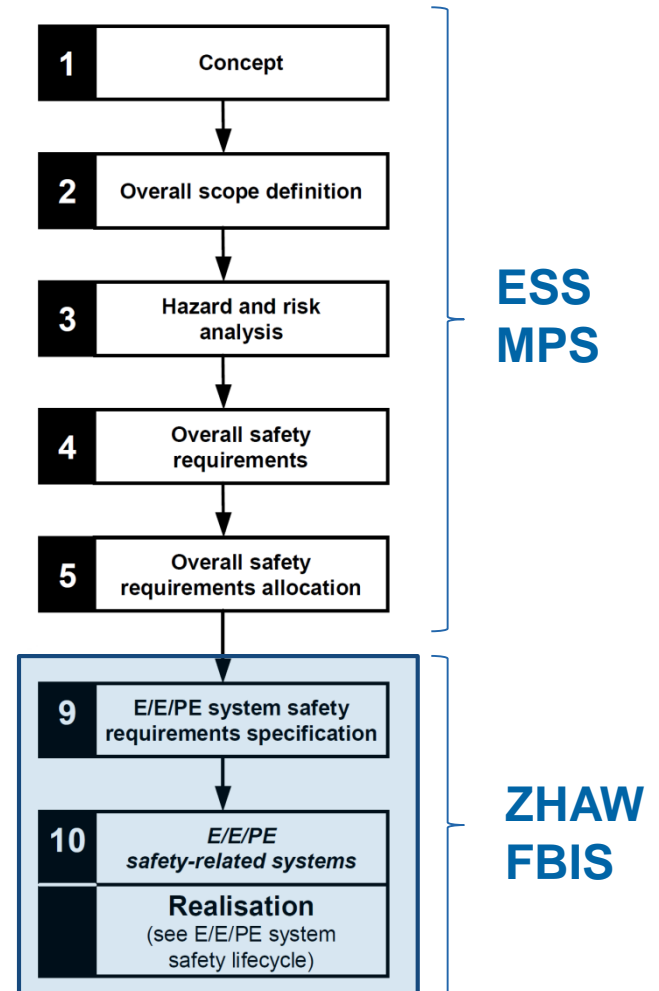 1
Concept
2
Overall scope definition
3
Hazard and risk
analysis
4
Overall safety
requirements
5
Overall safety
requirements allocation
ESS
MPS
9
E/E/PE system safety
requirements specification
10
E/E/PE
safety-related systems
Realisation
(see E/E/PE system
safety lifecycle)
ZHAW
FBIS